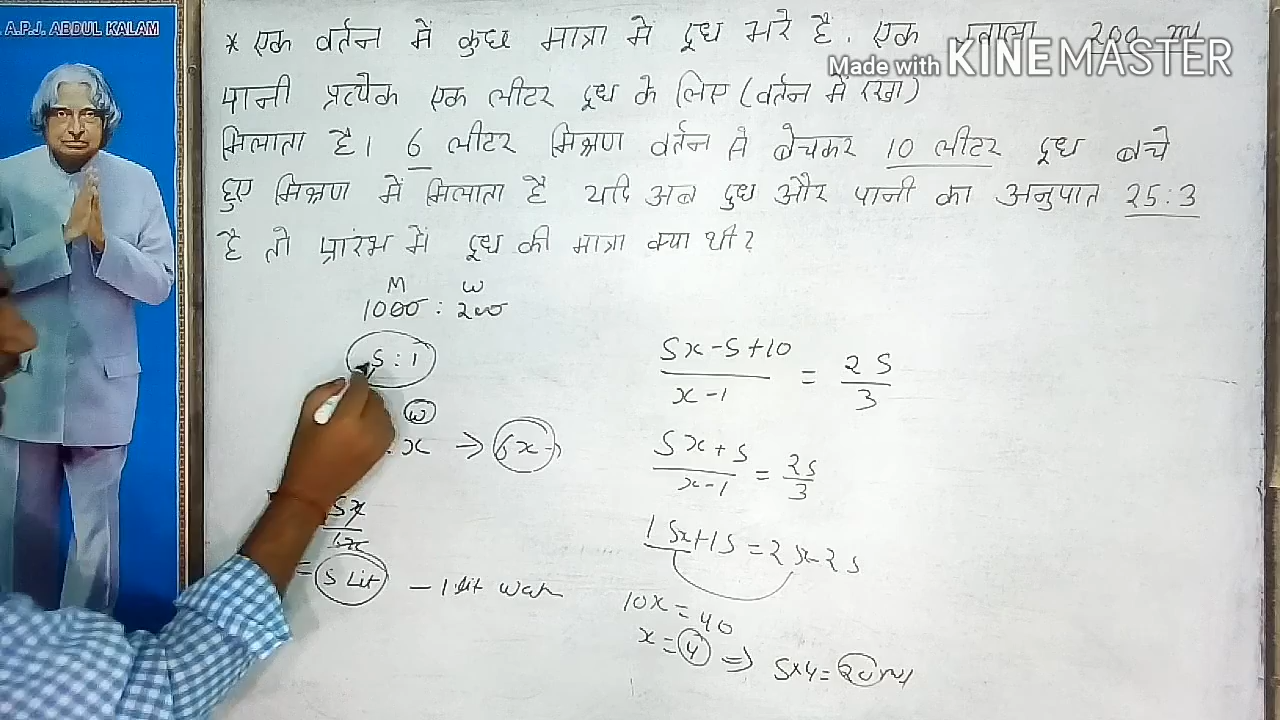 A.P.J. ABDUL KALAM
* एक वर्तन में कुछ मात्रा में दूध भरे है. एक ग्वाला 200 ml
Made with KINEMASTER
पानी प्रत्येक एक लीटर दूध के लिए (वर्तन में रखा)
मिलाता है। 6 लीटर मिश्रण वर्तन से बेचकर 10 लीटर दूध बचे
हुए मिश्रण में मिलाता है यदि अब दुध और पानी का अनुपात 25:3
है तो प्रारंभ में दूध की मात्रा क्या थी?
M W
1000 : 200
5 : 1
W
x ⇒ 6x
5x
6x
= 5 Lit – 1 lit
5x-5+10 / x-1 = 25/3
5x+5 / x-1 = 25/3
15x+15 = 25x-25
10x = 40
x = 4 ⇒ 5x4 = 20